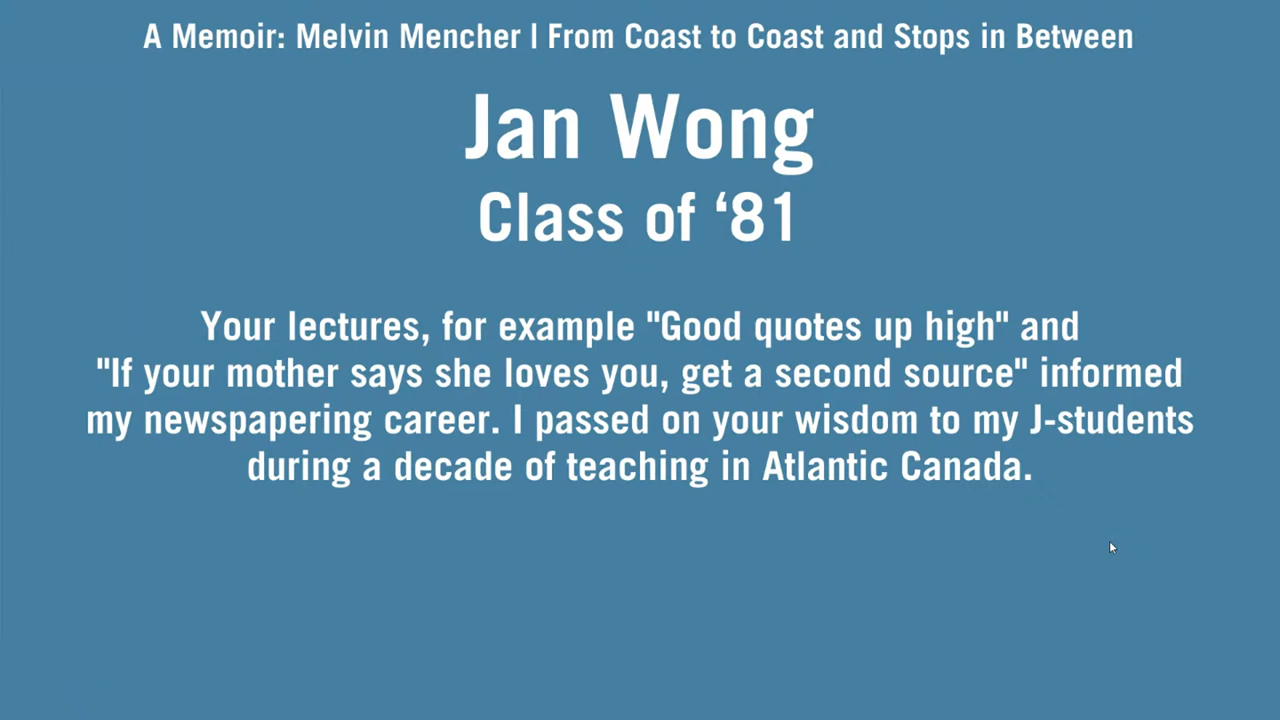 A Memoir: Melvin Mencher | From Coast to Coast and Stops in Between
Jan Wong
Class of ‘81
Your lectures, for example "Good quotes up high" and
"If your mother says she loves you, get a second source" informed
my newspapering career. I passed on your wisdom to my J-students
during a decade of teaching in Atlantic Canada.